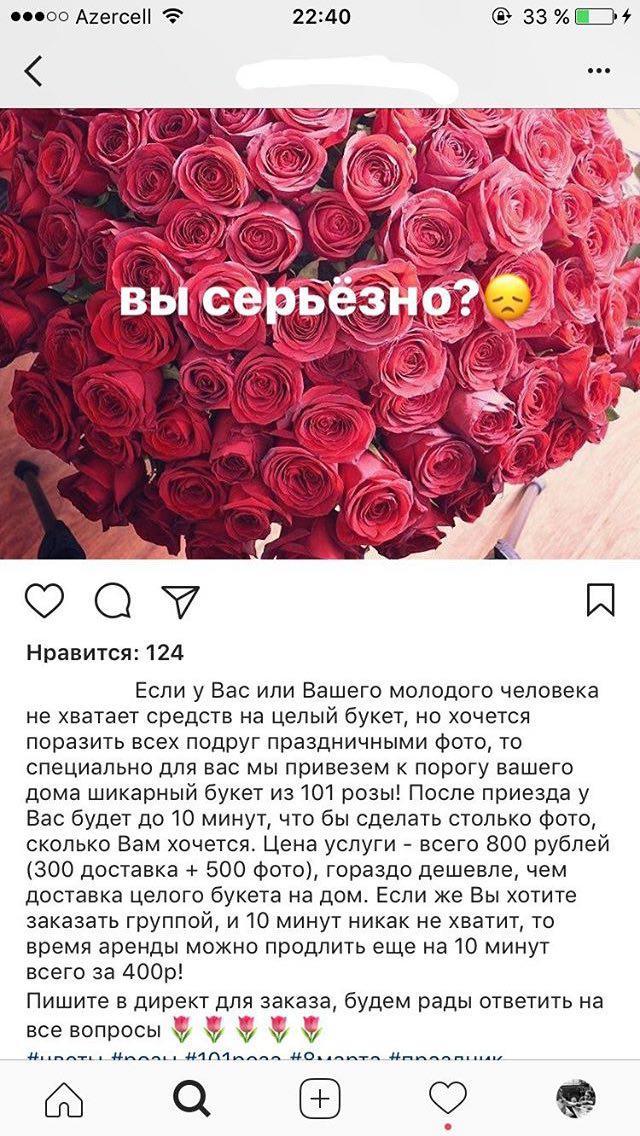 Azercell 22:40 33 %
вы серьёзно?
Нравится: 124
Если у Вас или Вашего молодого человека
не хватает средств на целый букет, но хочется
поразить всех подруг праздничными фото, то
специально для вас мы привезем к порогу вашего
дома шикарный букет из 101 розы! После приезда у
Вас будет до 10 минут, что бы сделать столько фото,
сколько Вам хочется. Цена услуги - всего 800 рублей
(300 доставка + 500 фото), гораздо дешевле, чем
доставка целого букета на дом. Если же Вы хотите
заказать группой, и 10 минут никак не хватит, то
время аренды можно продлить еще на 10 минут
всего за 400р!
Пишите в директ для заказа, будем рады ответить на
все вопросы
#цветы #розы #101роза #8марта #праздник